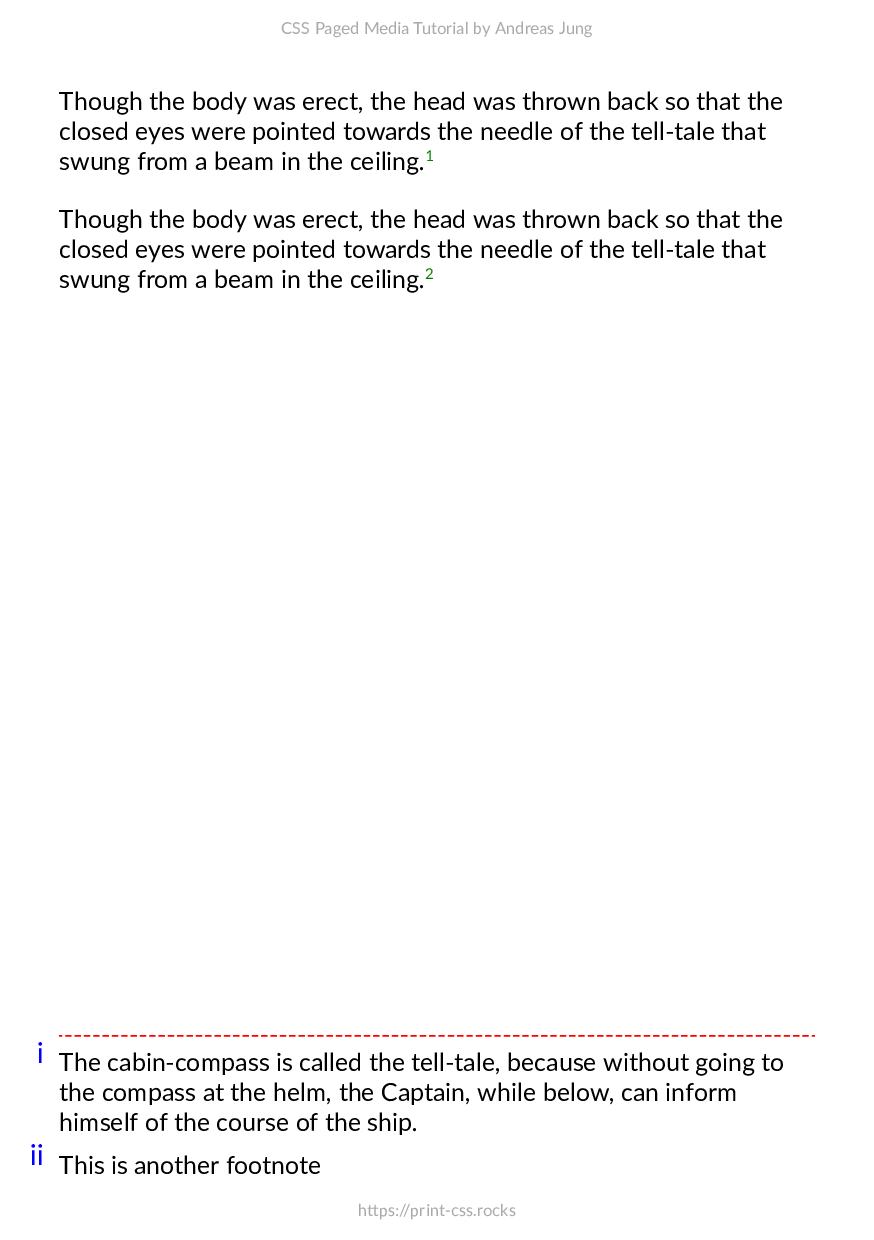 CSS Paged Media Tutorial by Andreas Jung
Though the body was erect, the head was thrown back so that the
closed eyes were pointed towards the needle of the tell-tale that
swung from a beam in the ceiling.1
Though the body was erect, the head was thrown back so that the
closed eyes were pointed towards the needle of the tell-tale that
swung from a beam in the ceiling.2
i The cabin-compass is called the tell-tale, because without going to
the compass at the helm, the Captain, while below, can inform
himself of the course of the ship.
ii This is another footnote
https://print-css.rocks